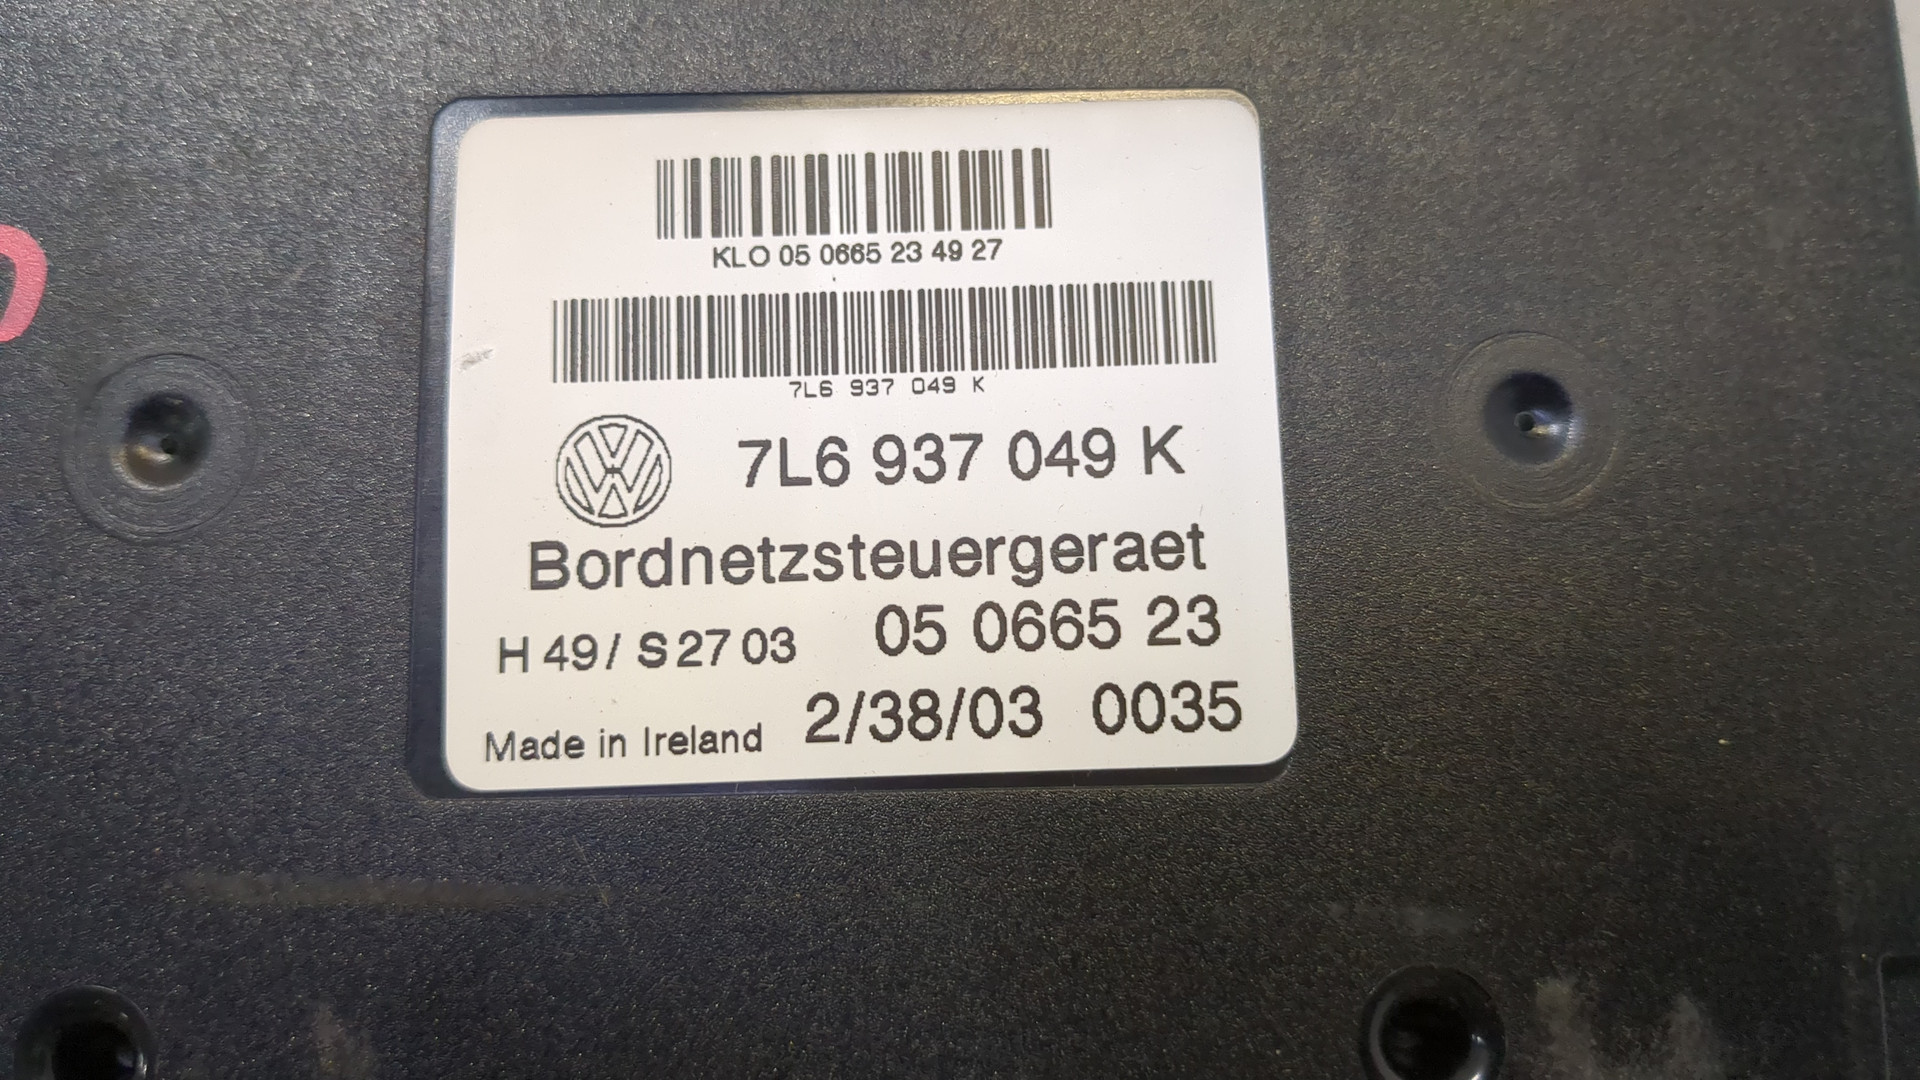 KLO 05 0665 23 49 27
7L6 937 049 K
7L6 937 049 K
Bordnetzsteuergeraet
H 49/ S 27 03 05 0665 23
Made in Ireland 2/38/03 0035